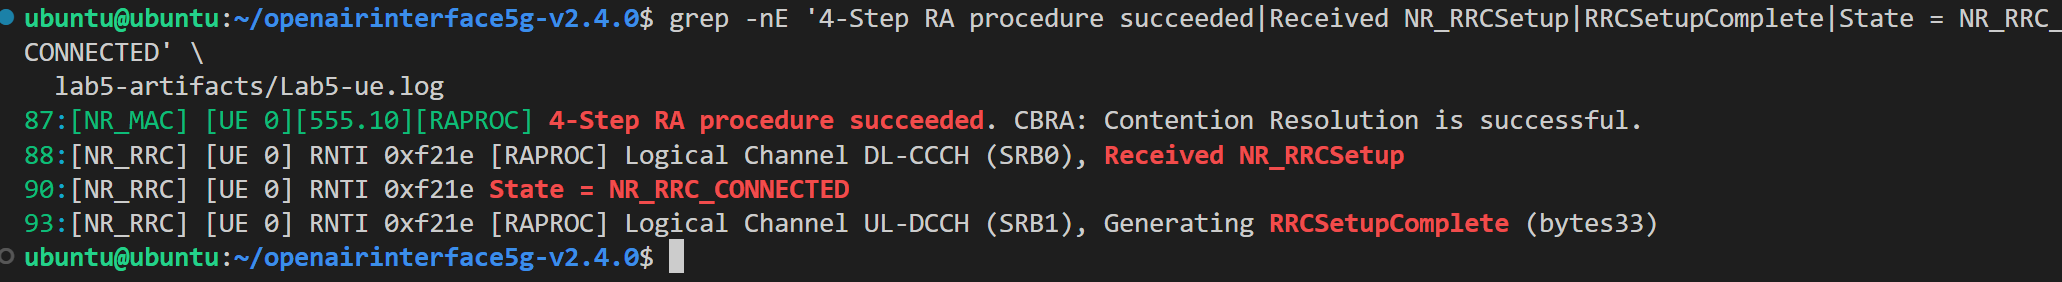 ubuntu@ubuntu:~/openairinterface5g-v2.4.0$ grep -nE '4-Step RA procedure succeeded|Received NR_RRCSetup|RRCSetupComplete|State = NR_RRC_
CONNECTED' \
  lab5-artifacts/Lab5-ue.log
87:[NR_MAC] [UE 0][555.10][RAPROC] 4-Step RA procedure succeeded. CBRA: Contention Resolution is successful.
88:[NR_RRC] [UE 0] RNTI 0xf21e [RAPROC] Logical Channel DL-CCCH (SRB0), Received NR_RRCSetup
90:[NR_RRC] [UE 0] RNTI 0xf21e State = NR_RRC_CONNECTED
93:[NR_RRC] [UE 0] RNTI 0xf21e [RAPROC] Logical Channel UL-DCCH (SRB1), Generating RRCSetupComplete (bytes33)
ubuntu@ubuntu:~/openairinterface5g-v2.4.0$